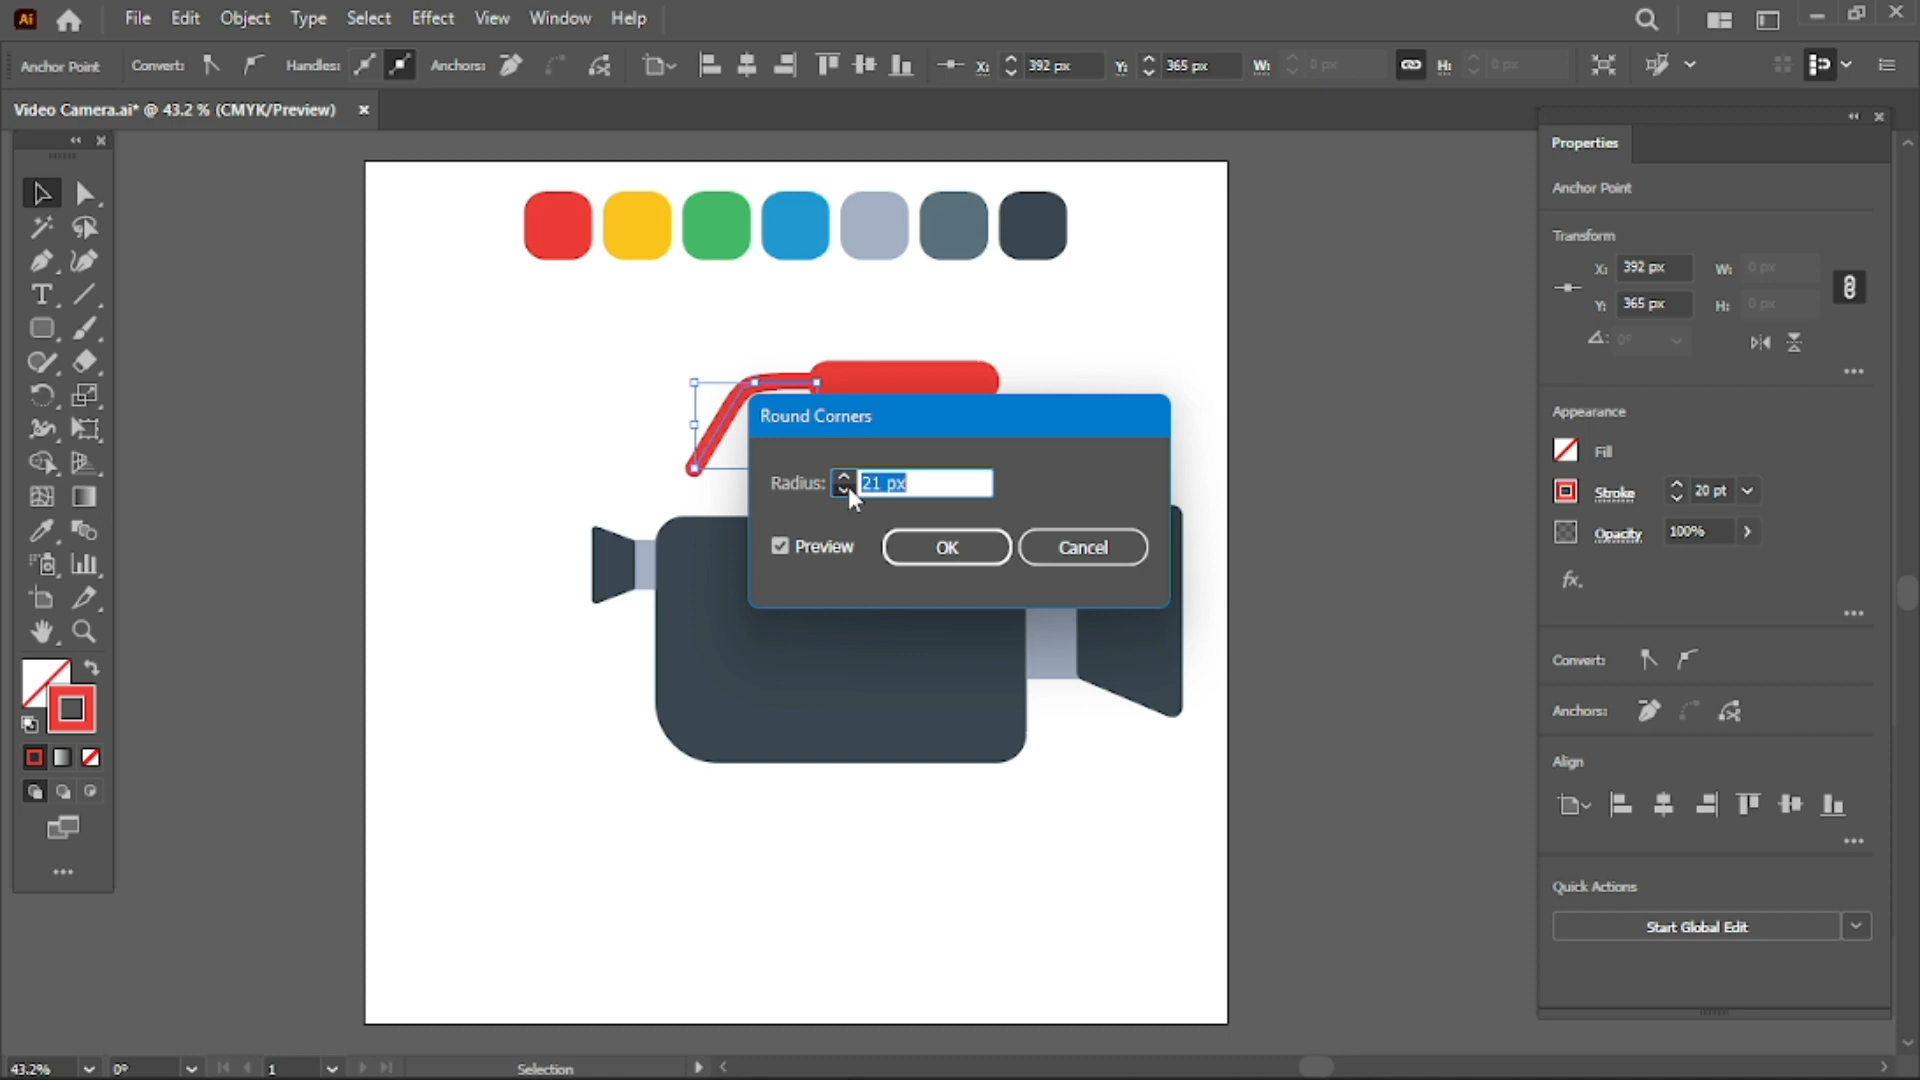 Ai File Edit Object Type Select Effect View Window Help
Anchor Point Convert: Handles: Anchors: X: 392 px Y: 365 px W: 0 px H: 0 px
Video Camera.ai* @ 43.2 % (CMYK/Preview)
Properties
Anchor Point
Transform
X: 392 px W: 0 px
Y: 365 px H: 0 px
0°
Appearance
Fill
Stroke 20 pt
Opacity 100%
fx.
Convert:
Anchors:
Align
Quick Actions
Start Global Edit
Round Corners
Radius: 21 px
Preview OK Cancel
43.2% 0° 1 Selection